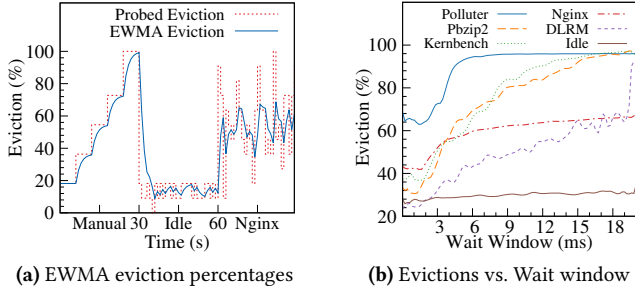 Probed Eviction
EWMA Eviction
Eviction (%)
100
80
60
40
20
0
Manual 30 Idle 60 Nginx
Time (s)
(a) EWMA eviction percentages
Polluter
Pbzip2
Kernbench
Nginx
DLRM
Idle
Eviction (%)
100
80
60
40
20
3 6 9 12 15 18
Wait Window (ms)
(b) Evictions vs. Wait window